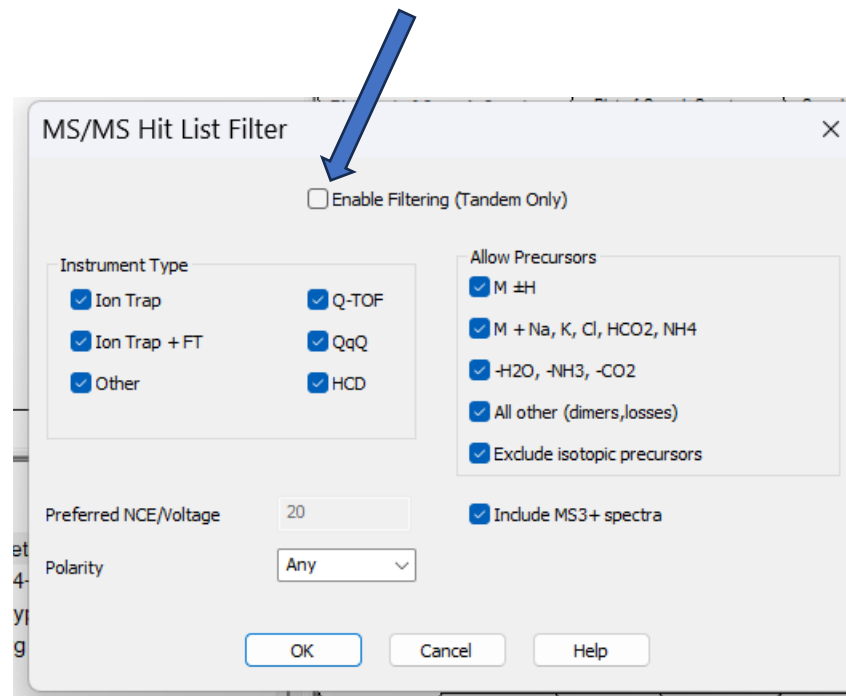 MS/MS Hit List Filter
Enable Filtering (Tandem Only)
Instrument Type
Ion Trap
Q-TOF
Ion Trap + FT
QqQ
Other
HCD
Allow Precursors
M ±H
M + Na, K, Cl, HCO2, NH4
-H2O, -NH3, -CO2
All other (dimers,losses)
Exclude isotopic precursors
Preferred NCE/Voltage
20
Include MS3+ spectra
Polarity
Any
OK
Cancel
Help
et
4-
g